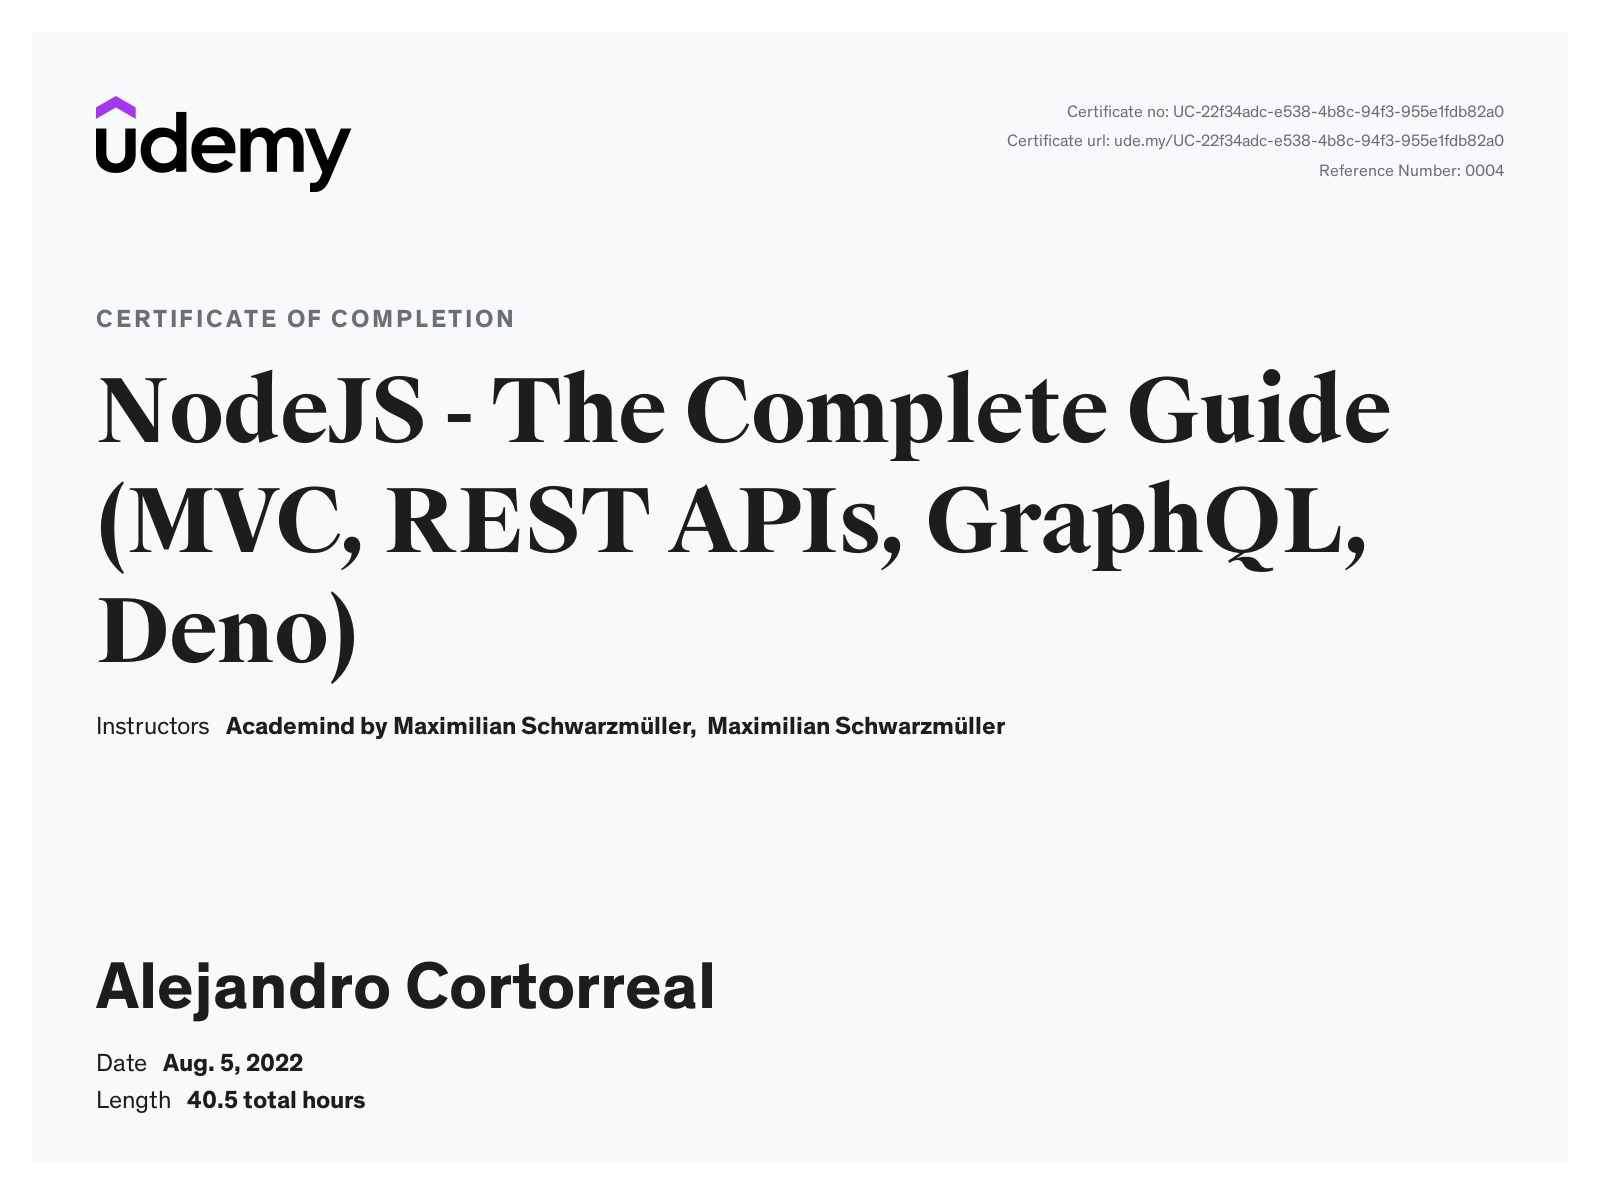 udemy
Certificate no: UC-22f34adc-e538-4b8c-94f3-955e1fdb82a0
Certificate url: ude.my/UC-22f34adc-e538-4b8c-94f3-955e1fdb82a0
Reference Number: 0004
CERTIFICATE OF COMPLETION
NodeJS - The Complete Guide
(MVC, REST APIs, GraphQL,
Deno)
Instructors Academind by Maximilian Schwarzmüller, Maximilian Schwarzmüller
Alejandro Cortorreal
Date Aug. 5, 2022
Length 40.5 total hours